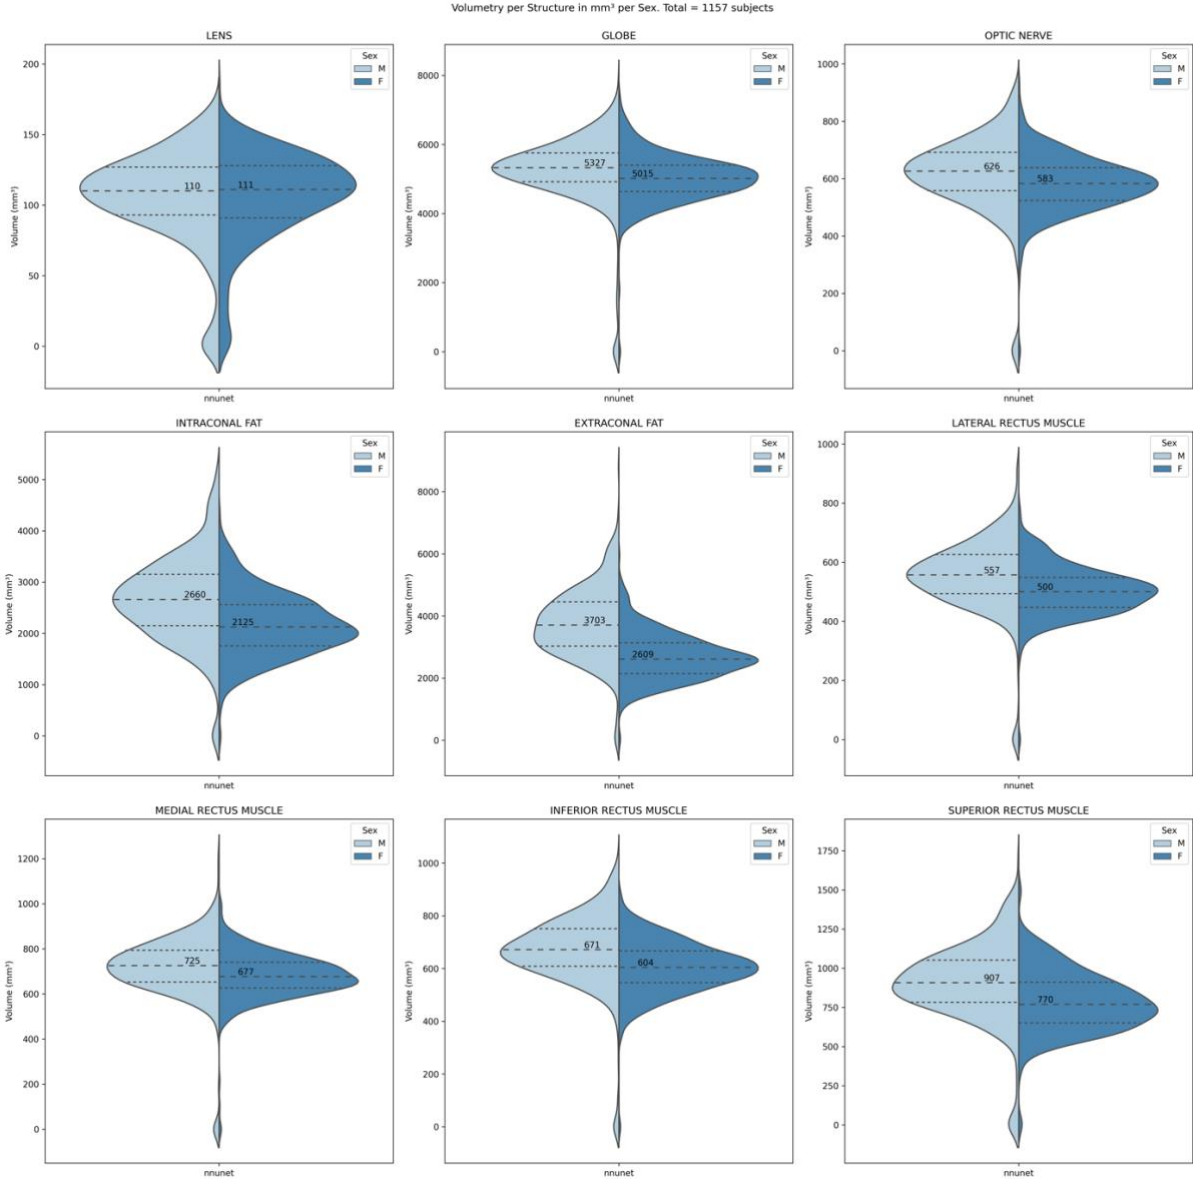 Volumetry per Structure in mm³ per Sex. Total = 1157 subjects
LENS
Sex
M
F
Volume (mm³)
200
150
100
50
0
110
111
nnunet
GLOBE
Sex
M
F
Volume (mm³)
8000
6000
4000
2000
0
5327
5015
nnunet
OPTIC NERVE
Sex
M
F
Volume (mm³)
1000
800
600
400
200
0
626
583
nnunet
INTRACONAL FAT
Sex
M
F
Volume (mm³)
5000
4000
3000
2000
1000
0
2660
2125
nnunet
EXTRACONAL FAT
Sex
M
F
Volume (mm³)
8000
6000
4000
2000
0
3703
2609
nnunet
LATERAL RECTUS MUSCLE
Sex
M
F
Volume (mm³)
1000
800
600
400
200
0
557
500
nnunet
MEDIAL RECTUS MUSCLE
Sex
M
F
Volume (mm³)
1200
1000
800
600
400
200
0
725
677
nnunet
INFERIOR RECTUS MUSCLE
Sex
M
F
Volume (mm³)
1000
800
600
400
200
0
671
604
nnunet
SUPERIOR RECTUS MUSCLE
Sex
M
F
Volume (mm³)
1750
1500
1250
1000
750
500
250
0
907
770
nnunet